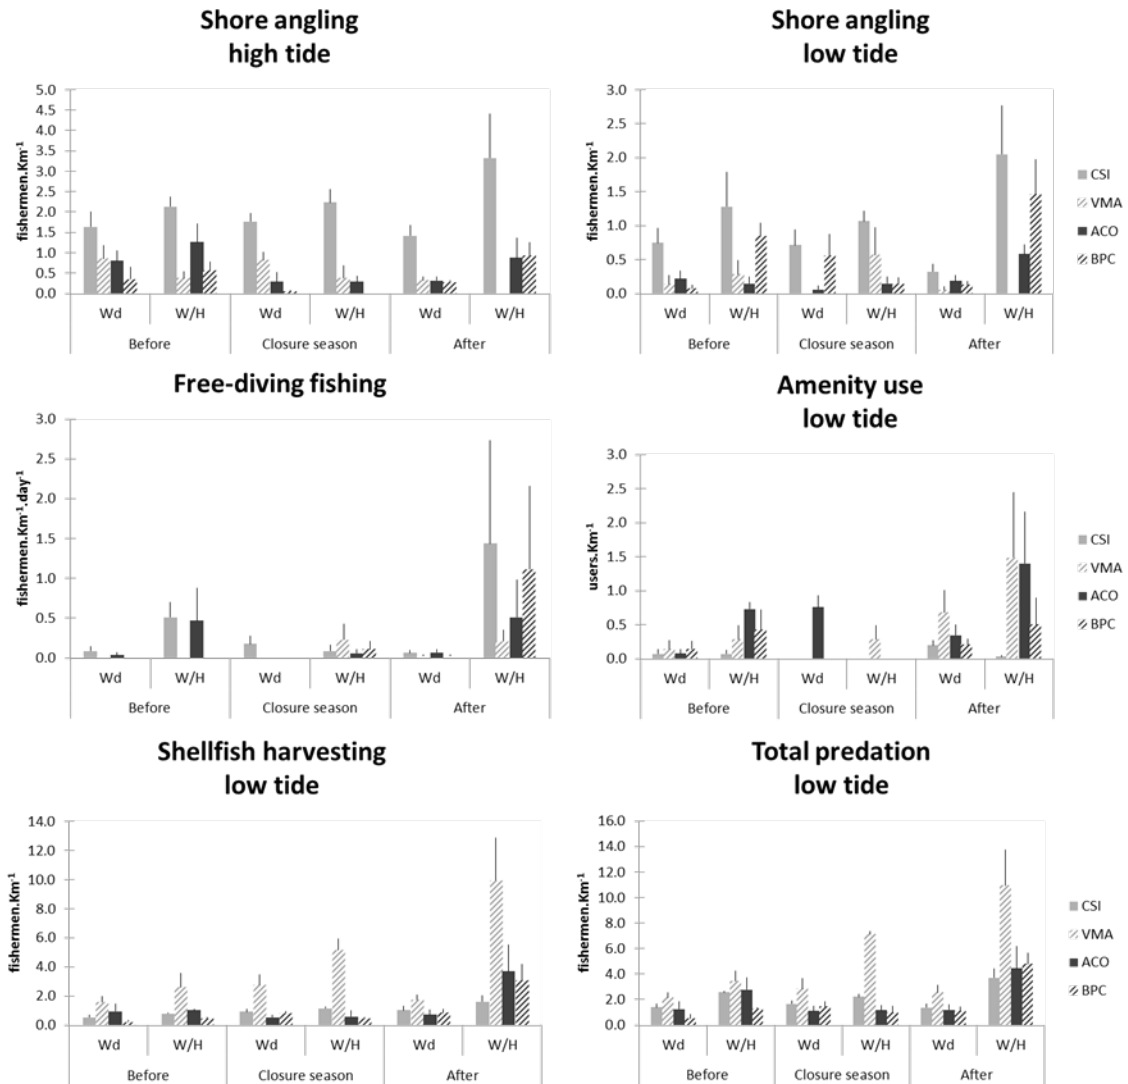 Shore angling
high tide
fishermen.Km⁻¹
5.0
4.5
4.0
3.5
3.0
2.5
2.0
1.5
1.0
0.5
0.0
Wd W/H Wd W/H Wd W/H
Before Closure season After
Shore angling
low tide
fishermen.Km⁻¹
3.0
2.5
2.0
1.5
1.0
0.5
0.0
Wd W/H Wd W/H Wd W/H
Before Closure season After
CSI
VMA
ACO
BPC
Free-diving fishing
fishermen.Km⁻¹.day⁻¹
3.0
2.5
2.0
1.5
1.0
0.5
0.0
Wd W/H Wd W/H Wd W/H
Before Closure season After
Amenity use
low tide
users.Km⁻¹
3.0
2.5
2.0
1.5
1.0
0.5
0.0
Wd W/H Wd W/H Wd W/H
Before Closure season After
CSI
VMA
ACO
BPC
Shellfish harvesting
low tide
fishermen.Km⁻¹
14.0
12.0
10.0
8.0
6.0
4.0
2.0
0.0
Wd W/H Wd W/H Wd W/H
Before Closure season After
Total predation
low tide
fishermen.Km⁻¹
16.0
14.0
12.0
10.0
8.0
6.0
4.0
2.0
0.0
Wd W/H Wd W/H Wd W/H
Before Closure season After
CSI
VMA
ACO
BPC